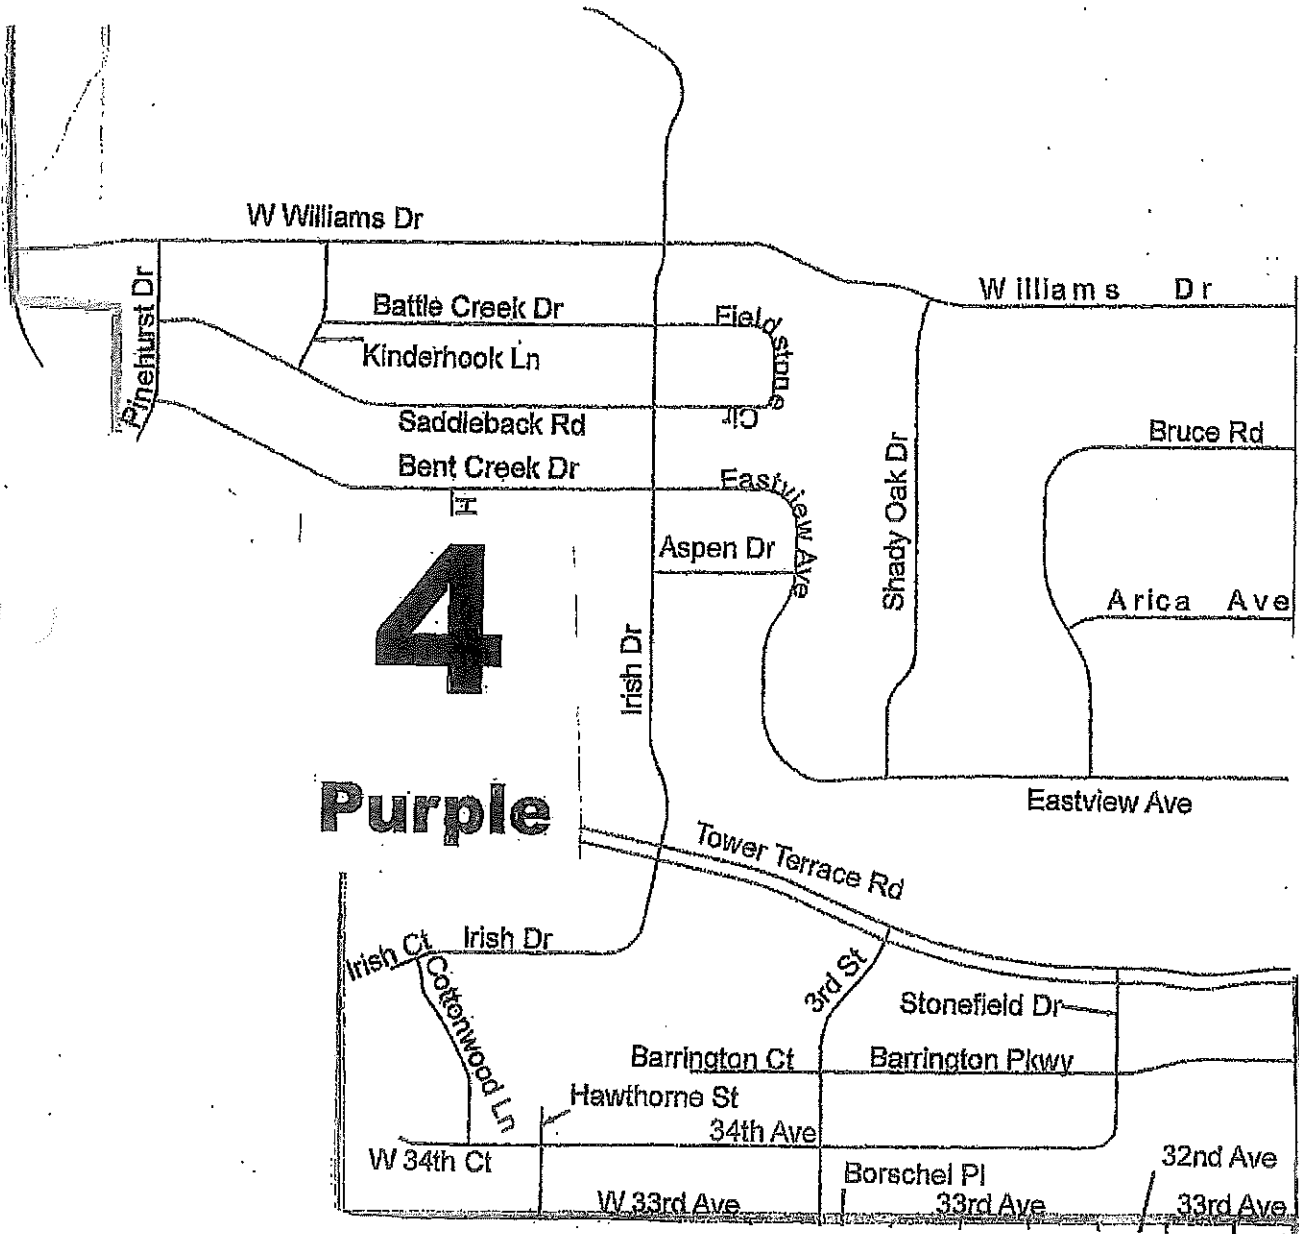 W Williams Dr
Williams Dr
Pinehurst Dr
Battle Creek Dr
Fieldstone Cir
Kinderhook Ln
Saddleback Rd
Bruce Rd
Shady Oak Dr
Bent Creek Dr
Eastview Ave
H
Aspen Dr
4
Arica Ave
Irish Dr
Purple
Eastview Ave
Tower Terrace Rd
Irish Ct
Irish Dr
Cottonwood Ln
3rd St
Stonefield Dr
Barrington Ct
Barrington Pkwy
Hawthorne St
34th Ave
W 34th Ct
32nd Ave
Borschel Pl
W 33rd Ave
33rd Ave
33rd Ave